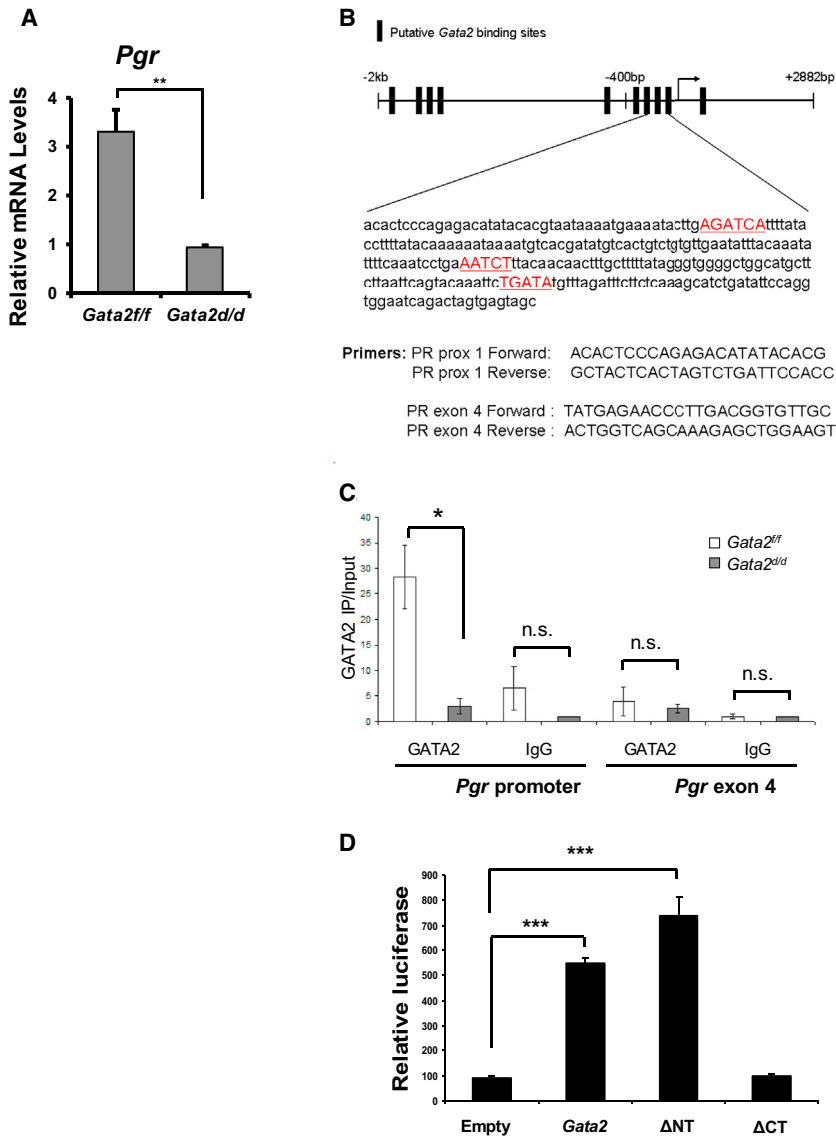 A
Pgr
**
Relative mRNA Levels
4
3
2
1
0
Gata2f/f Gata2d/d
B
Putative Gata2 binding sites
-2kb -400bp +2882bp
acactcccagagacatatacacgtaataaaatgaaaatacttgAGATCAttttata
ccttttatacaaaaaataaaatgtcacgatatgtcactgtctgtgttgaatatttacaaata
ttttcaaatcctgaAATCTttacaacaactttgctttttatagggtggggctggcatgctt
cttaattcagtacaaattcTGATAtgtttagatttcttctcaaagcatctgatattccagg
tggaatcagactagtgagtagc
Primers: PR prox 1 Forward: ACACTCCCAGAGACATATACACG
PR prox 1 Reverse: GCTACTCACTAGTCTGATTCCACC
PR exon 4 Forward : TATGAGAACCCTTGACGGTGTTGC
PR exon 4 Reverse : ACTGGTCAGCAAAGAGCTGGAAGT
C
GATA2 IP/Input
40
35
30
25
20
15
10
5
0
*
n.s.
n.s.
n.s.
Gata2f/f
Gata2d/d
GATA2 IgG GATA2 IgG
Pgr promoter Pgr exon 4
D
Relative luciferase
900
800
700
600
500
400
300
200
100
0
***
***
Empty Gata2 ΔNT ΔCT